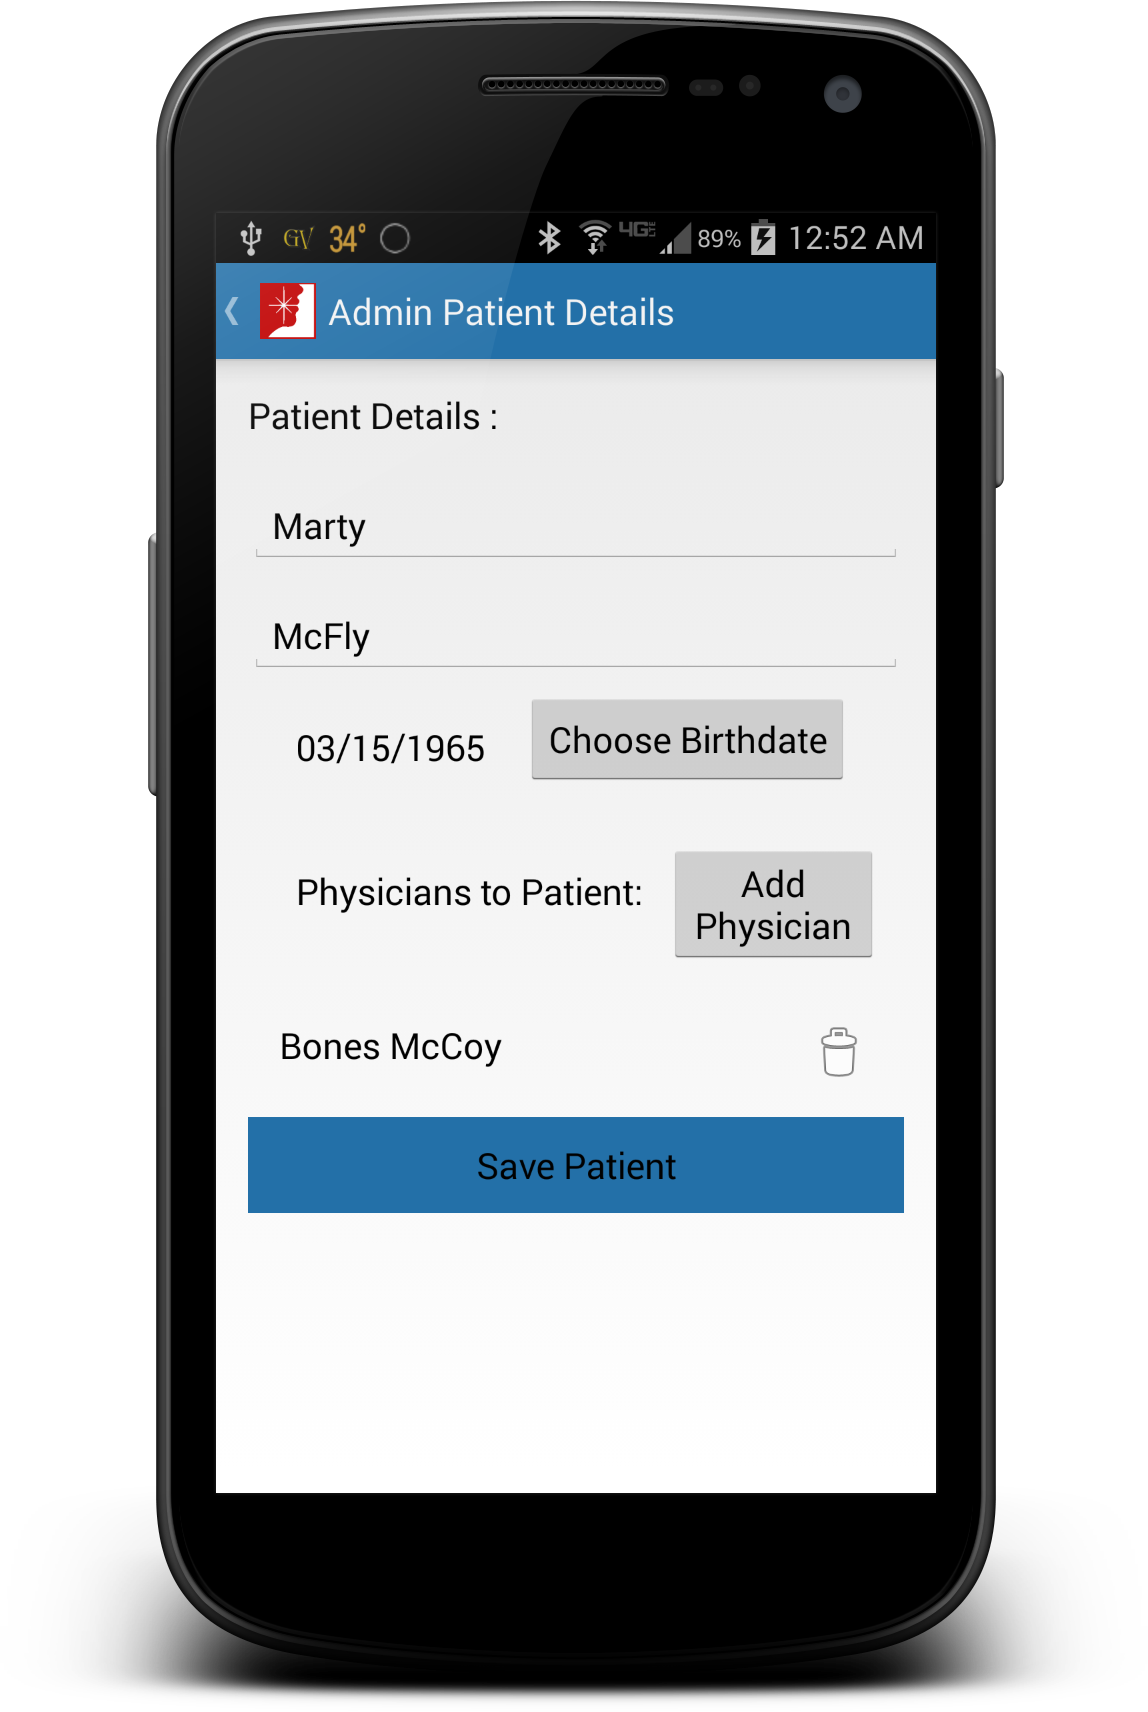 GV 34° 4G LTE 89% 12:52 AM
Admin Patient Details
Patient Details :
Marty
McFly
03/15/1965 Choose Birthdate
Physicians to Patient: Add
Physician
Bones McCoy
Save Patient